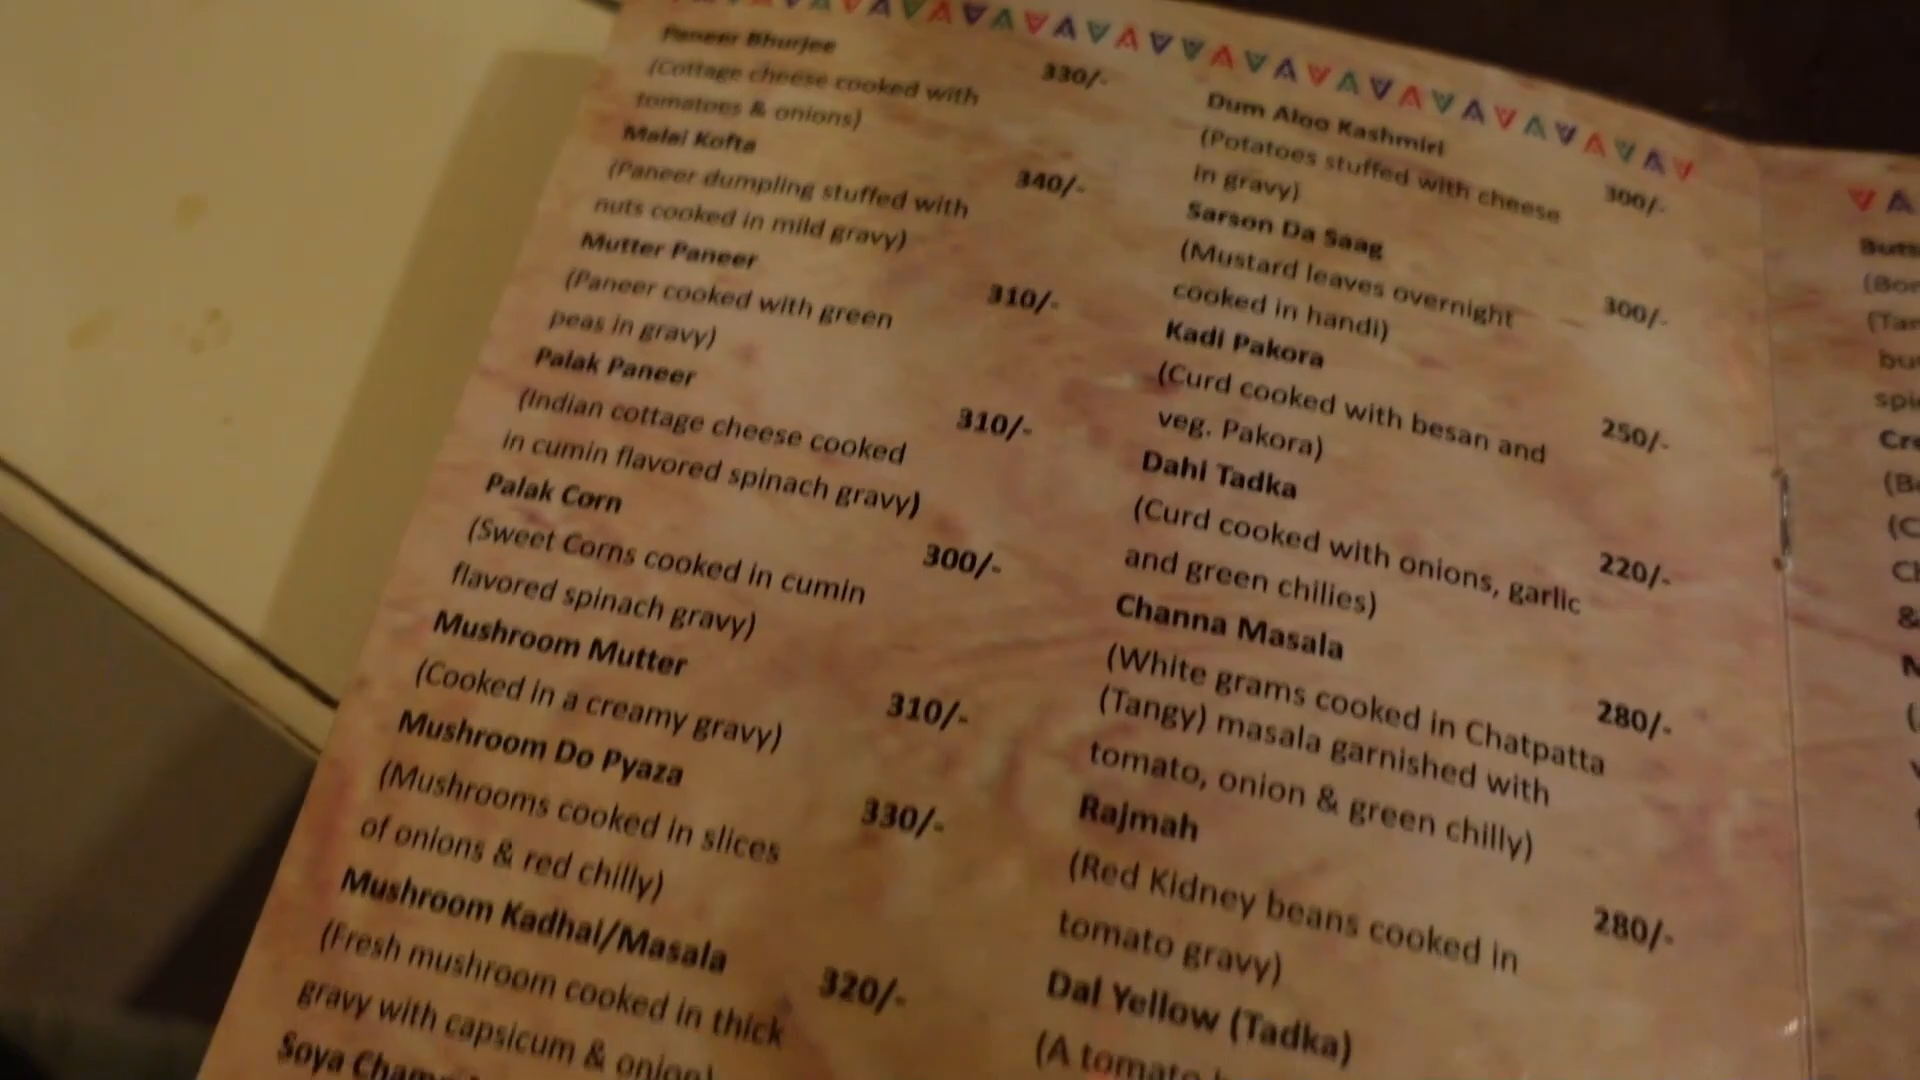 Paneer Bhurjee
330/-
(Cottage cheese cooked with
tomatoes & onions)
Malai Kofta
340/-
(Paneer dumpling stuffed with
nuts cooked in mild gravy)
Mutter Paneer
310/-
(Paneer cooked with green
peas in gravy)
Palak Paneer
310/-
(Indian cottage cheese cooked
in cumin flavored spinach gravy)
Palak Corn
300/-
(Sweet Corns cooked in cumin
flavored spinach gravy)
Mushroom Mutter
310/-
(Cooked in a creamy gravy)
Mushroom Do Pyaza
330/-
(Mushrooms cooked in slices
of onions & red chilly)
Mushroom Kadhai/Masala
320/-
(Fresh mushroom cooked in thick
gravy with capsicum & onion)
Soya
Dum Aloo Kashmiri
300/-
(Potatoes stuffed with cheese
in gravy)
Sarson Da Saag
300/-
(Mustard leaves overnight
cooked in handi)
Kadi Pakora
250/-
(Curd cooked with besan and
veg. Pakora)
Dahi Tadka
220/-
(Curd cooked with onions, garlic
and green chilies)
Channa Masala
280/-
(White grams cooked in Chatpatta
(Tangy) masala garnished with
tomato, onion & green chilly)
Rajmah
280/-
(Red Kidney beans cooked in
tomato gravy)
Dal Yellow (Tadka)
(A tomato